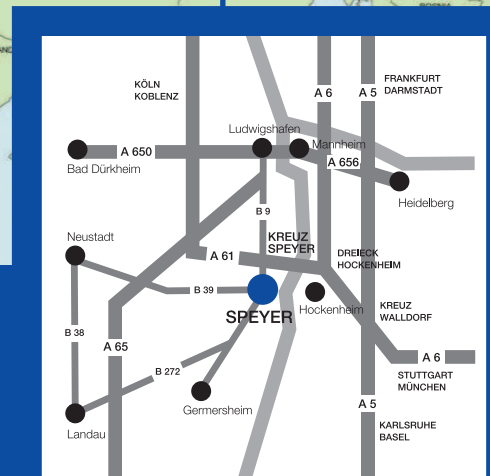 KÖLN
KOBLENZ
A 6
A 5
FRANKFURT
DARMSTADT
Ludwigshafen
Mannheim
A 650
A 656
Bad Dürkheim
Heidelberg
B 9
Neustadt
KREUZ
SPEYER
A 61
DREIECK
HOCKENHEIM
B 39
SPEYER
Hockenheim
KREUZ
WALLDORF
B 38
A 65
A 6
B 272
STUTTGART
MÜNCHEN
Germersheim
A 5
Landau
KARLSRUHE
BASEL